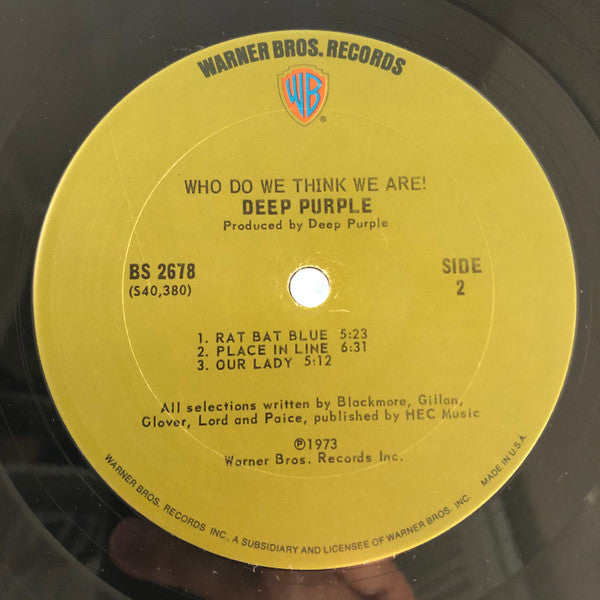 WARNER BROS. RECORDS
WB
®
WHO DO WE THINK WE ARE!
DEEP PURPLE
Produced by Deep Purple
BS 2678
(S40,380)
SIDE
2
1. RAT BAT BLUE 5:23
2. PLACE IN LINE 6:31
3. OUR LADY 5:12
All selections written by Blackmore, Gillan,
Glover, Lord and Paice, published by HEC Music
℗1973
Warner Bros. Records Inc.
WARNER BROS. RECORDS INC., A SUBSIDIARY AND LICENSEE OF WARNER BROS. INC. MADE IN U.S.A.